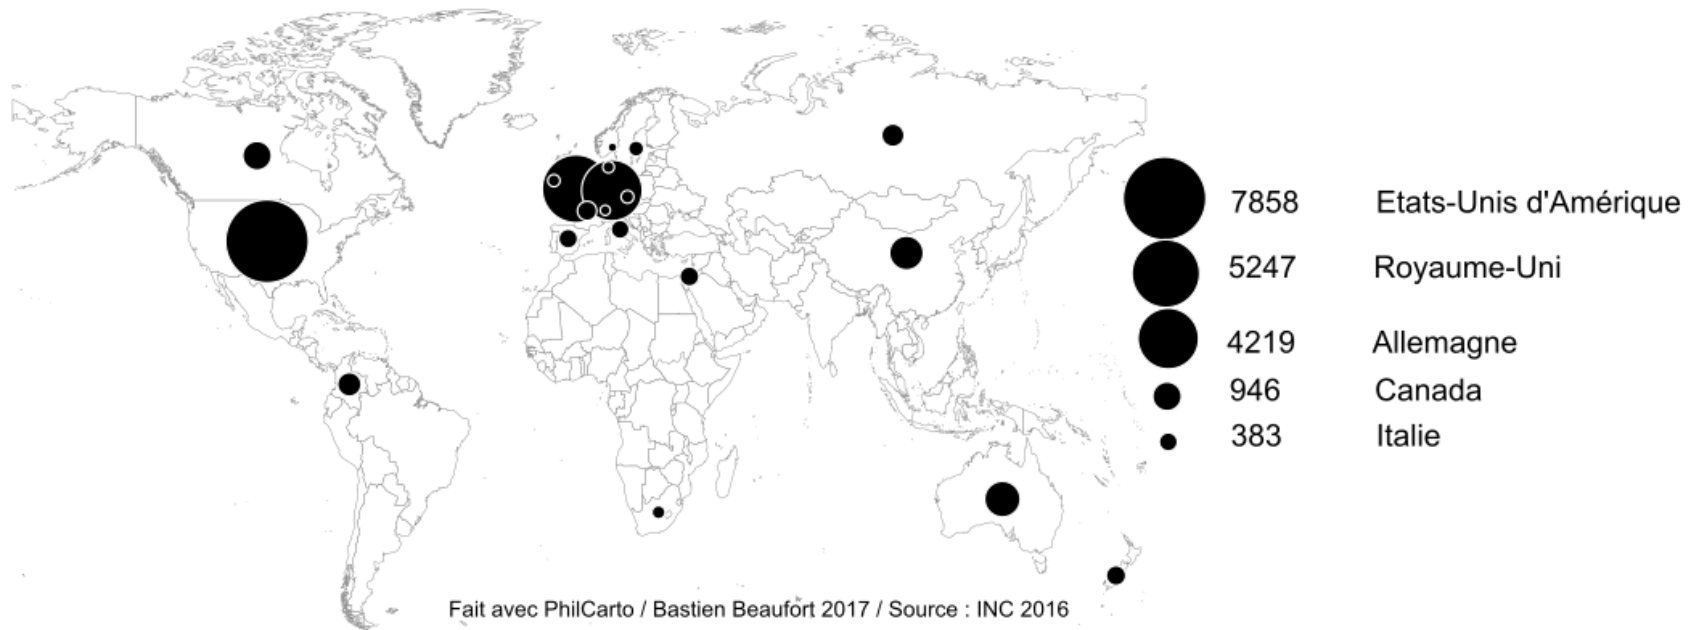 7858 Etats-Unis d'Amérique
5247 Royaume-Uni
4219 Allemagne
946 Canada
383 Italie
Fait avec PhilCarto / Bastien Beaufort 2017 / Source : INC 2016